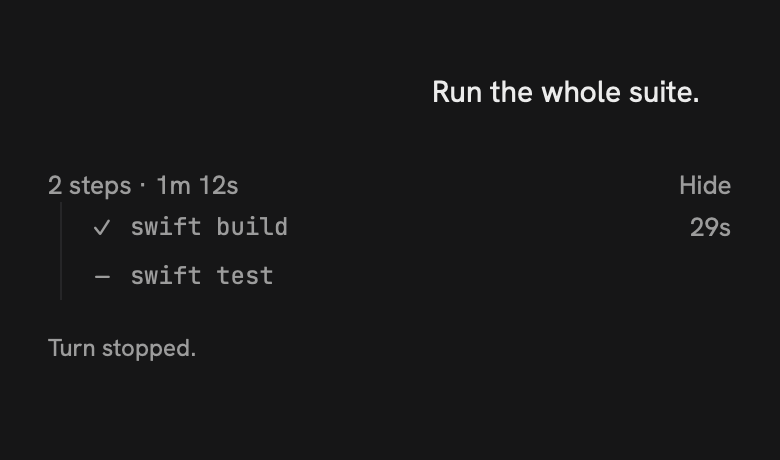 Run the whole suite.
2 steps · 1m 12s Hide
✓ swift build 29s
– swift test
Turn stopped.